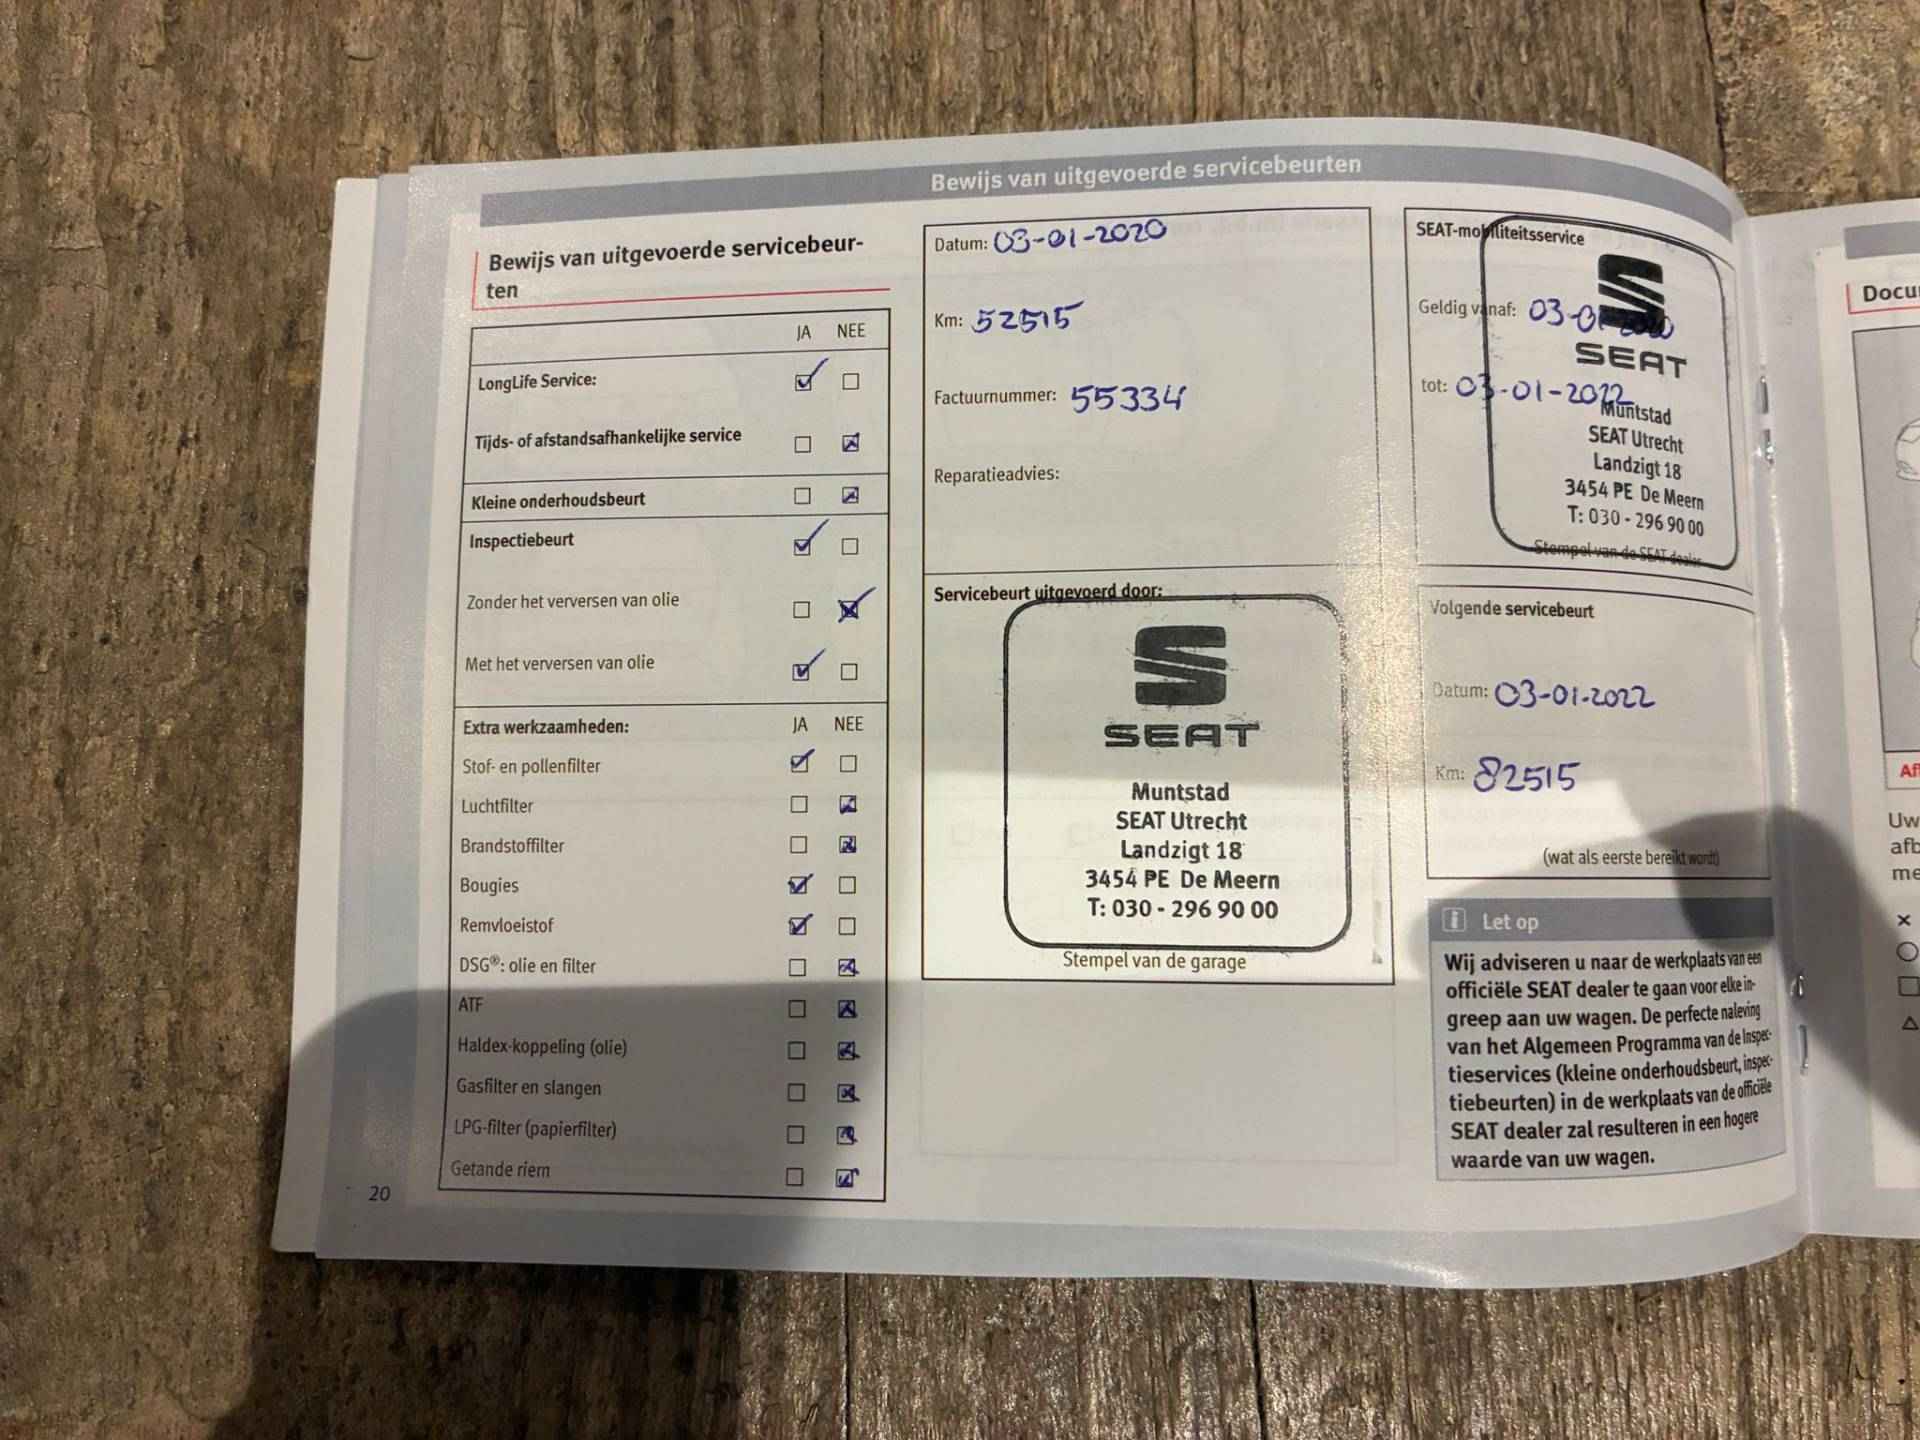 Bewijs van uitgevoerde servicebeurten
Bewijs van uitgevoerde servicebeur-
ten
JA NEE
LongLife Service:
Tijds- of afstandsafhankelijke service
Kleine onderhoudsbeurt
Inspectiebeurt
Zonder het verversen van olie
Met het verversen van olie
Extra werkzaamheden: JA NEE
Stof- en pollenfilter
Luchtfilter
Brandstoffilter
Bougies
Remvloeistof
DSG®: olie en filter
ATF
Haldex-koppeling (olie)
Gasfilter en slangen
LPG-filter (papierfilter)
Getande riem
20
Datum: 03-01-2020
Km: 52515
Factuurnummer: 55334
Reparatieadvies:
Servicebeurt uitgevoerd door:
SEAT
Muntstad
SEAT Utrecht
Landzigt 18
3454 PE De Meern
T: 030 - 296 90 00
Stempel van de garage
SEAT-mobiliteitsservice
Geldig vanaf: 03-01-2020
SEAT
tot: 03-01-2022
Muntstad
SEAT Utrecht
Landzigt 18
3454 PE De Meern
T: 030 - 296 90 00
Stempel van de SEAT dealer
Volgende servicebeurt
Datum: 03-01-2022
Km: 82515
(wat als eerste bereikt wordt)
i Let op
Wij adviseren u naar de werkplaats van een
officiële SEAT dealer te gaan voor elke in-
greep aan uw wagen. De perfecte naleving
van het Algemeen Programma van de Inspec-
tieservices (kleine onderhoudsbeurt, inspec-
tiebeurten) in de werkplaats van de officiële
SEAT dealer zal resulteren in een hogere
waarde van uw wagen.
Uw